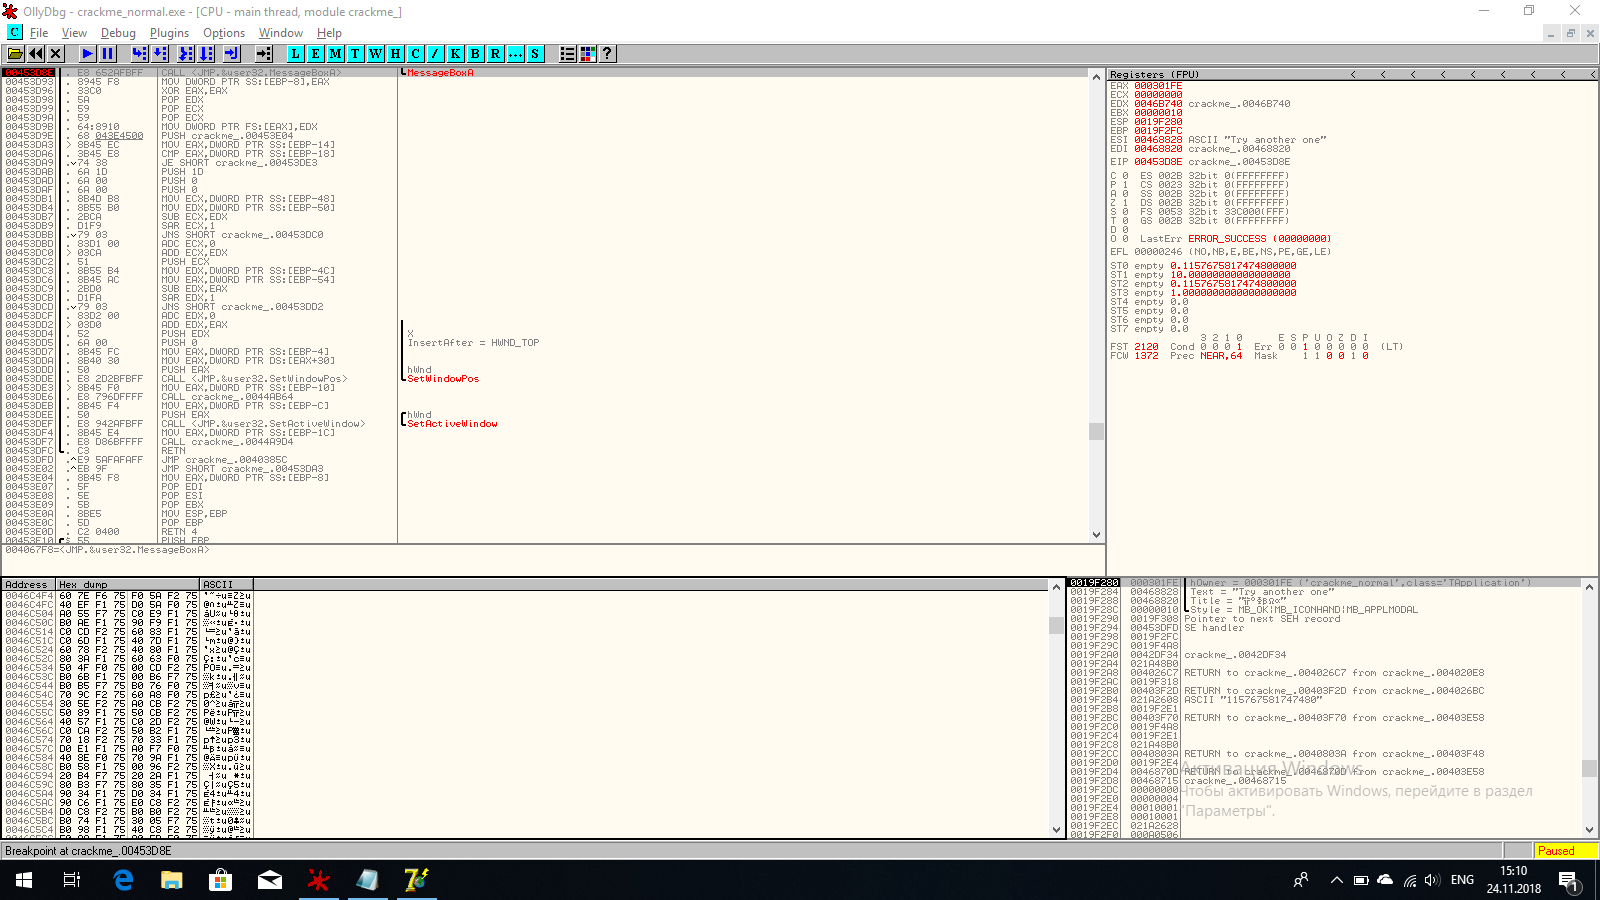 OllyDbg - crackme_normal.exe - [CPU - main thread, module crackme_]
File View Debug Plugins Options Window Help
L E M T W H C / K B R ... S
00453D8E . E8 652AFBFF CALL <JMP.&user32.MessageBoxA> MessageBoxA
00453D93 . 8945 F8 MOV DWORD PTR SS:[EBP-8],EAX
00453D96 . 33C0 XOR EAX,EAX
00453D98 . 5A POP EDX
00453D99 . 59 POP ECX
00453D9A . 59 POP ECX
00453D9B . 64:8910 MOV DWORD PTR FS:[EAX],EDX
00453D9E . 68 043E4500 PUSH crackme_.00453E04
00453DA3 > 8B45 EC MOV EAX,DWORD PTR SS:[EBP-14]
00453DA6 . 3B45 E8 CMP EAX,DWORD PTR SS:[EBP-18]
00453DA9 . 74 38 JE SHORT crackme_.00453DE3
00453DAB . 6A 1D PUSH 1D
00453DAD . 6A 00 PUSH 0
00453DAF . 6A 00 PUSH 0
00453DB1 . 8B4D B8 MOV ECX,DWORD PTR SS:[EBP-48]
00453DB4 . 8B55 B0 MOV EDX,DWORD PTR SS:[EBP-50]
00453DB7 . 2BCA SUB ECX,EDX
00453DB9 . D1F9 SAR ECX,1
00453DBB . 79 03 JNS SHORT crackme_.00453DC0
00453DBD . 83D1 00 ADC ECX,0
00453DC0 > 03CA ADD ECX,EDX
00453DC2 . 51 PUSH ECX
00453DC3 . 8B55 B4 MOV EDX,DWORD PTR SS:[EBP-4C]
00453DC6 . 8B45 AC MOV EAX,DWORD PTR SS:[EBP-54]
00453DC9 . 2BD0 SUB EDX,EAX
00453DCB . D1FA SAR EDX,1
00453DCD . 79 03 JNS SHORT crackme_.00453DD2
00453DCF . 83D2 00 ADC EDX,0
00453DD2 > 03D0 ADD EDX,EAX
00453DD4 . 52 PUSH EDX X
00453DD5 . 6A 00 PUSH 0 InsertAfter = HWND_TOP
00453DD7 . 8B45 FC MOV EAX,DWORD PTR SS:[EBP-4]
00453DDA . 8B40 30 MOV EAX,DWORD PTR DS:[EAX+30]
00453DDD . 50 PUSH EAX hWnd
00453DDE . E8 2D2BFBFF CALL <JMP.&user32.SetWindowPos> SetWindowPos
00453DE3 > 8B45 F0 MOV EAX,DWORD PTR SS:[EBP-10]
00453DE6 . E8 796DFFFF CALL crackme_.0044AB64
00453DEB . 8B45 F4 MOV EAX,DWORD PTR SS:[EBP-C]
00453DEE . 50 PUSH EAX hWnd
00453DEF . E8 942AFBFF CALL <JMP.&user32.SetActiveWindow> SetActiveWindow
00453DF4 . 8B45 E4 MOV EAX,DWORD PTR SS:[EBP-1C]
00453DF7 . E8 D86BFFFF CALL crackme_.0044A9D4
00453DFC . C3 RETN
00453DFD .^E9 5AFAFAFF JMP crackme_.0040385C
00453E02 .^EB 9F JMP SHORT crackme_.00453DA3
00453E04 . 8B45 F8 MOV EAX,DWORD PTR SS:[EBP-8]
00453E07 . 5F POP EDI
00453E08 . 5E POP ESI
00453E09 . 5B POP EBX
00453E0A . 8BE5 MOV ESP,EBP
00453E0C . 5D POP EBP
00453E0D . C2 0400 RETN 4
00453E10 $ 55 PUSH EBP
004067F8=<JMP.&user32.MessageBoxA>
Registers (FPU) < < < < < < < < <
EAX 000301FE
ECX 00000000
EDX 0046B740 crackme_.0046B740
EBX 00000010
ESP 0019F280
EBP 0019F2FC
ESI 00468828 ASCII "Try another one"
EDI 00468820 crackme_.00468820
EIP 00453D8E crackme_.00453D8E
C 0 ES 002B 32bit 0(FFFFFFFF)
P 1 CS 0023 32bit 0(FFFFFFFF)
A 0 SS 002B 32bit 0(FFFFFFFF)
Z 1 DS 002B 32bit 0(FFFFFFFF)
S 0 FS 0053 32bit 33C000(FFF)
T 0 GS 002B 32bit 0(FFFFFFFF)
D 0
O 0 LastErr ERROR_SUCCESS (00000000)
EFL 00000246 (NO,NB,E,BE,NS,PE,GE,LE)
ST0 empty 0.1157675817474800000
ST1 empty 10.000000000000000000
ST2 empty 0.1157675817474800000
ST3 empty 1.0000000000000000000
ST4 empty 0.0
ST5 empty 0.0
ST6 empty 0.0
ST7 empty 0.0
3 2 1 0 E S P U O Z D I
FST 2120 Cond 0 0 0 1 Err 0 0 1 0 0 0 0 0 (LT)
FCW 1372 Prec NEAR,64 Mask 1 1 0 0 1 0
Address Hex dump ASCII
0046C4F4 60 7E F6 75 F0 5A F2 75
0046C4FC 40 EF F1 75 D0 5A F0 75
0046C504 A0 55 F7 75 C0 E9 F1 75
0046C50C B0 AE F1 75 90 F9 F1 75
0046C514 C0 CD F2 75 60 83 F1 75
0046C51C C0 6D F1 75 40 7D F1 75
0046C524 60 78 F2 75 40 80 F1 75
0046C52C 80 3A F1 75 60 63 F0 75
0046C534 50 4F F0 75 00 CD F2 75
0046C53C B0 6B F1 75 00 B6 F7 75
0046C544 B0 B5 F7 75 B0 76 F0 75
0046C54C 70 9C F2 75 60 A8 F0 75
0046C554 30 5E F2 75 A0 CB F2 75
0046C55C 50 89 F1 75 50 CB F2 75
0046C564 40 57 F1 75 C0 2D F2 75
0046C56C C0 CA F2 75 50 B2 F1 75
0046C574 70 18 F2 75 70 33 F1 75
0046C57C D0 E1 F1 75 A0 F7 F0 75
0046C584 40 8E F0 75 70 9A F1 75
0046C58C B0 58 F1 75 00 96 F2 75
0046C594 20 B4 F7 75 20 2A F1 75
0046C59C 80 B3 F7 75 80 35 F1 75
0046C5A4 90 34 F1 75 D0 34 F1 75
0046C5AC 90 C6 F1 75 E0 C8 F2 75
0046C5B4 D0 C8 F2 75 B0 B0 F2 75
0046C5BC B0 74 F1 75 30 05 F7 75
0046C5C4 B0 98 F1 75 40 C8 F2 75
0019F280 000301FE hOwner = 000301FE ('crackme_normal',class='TApplication')
0019F284 00468828 Text = "Try another one"
0019F288 00468820 Title =
0019F28C 00000010 Style = MB_OK|MB_ICONHAND|MB_APPLMODAL
0019F290 0019F308 Pointer to next SEH record
0019F294 00453DFD SE handler
0019F298 0019F2FC
0019F29C 0019F4A8
0019F2A0 0042DF34 crackme_.0042DF34
0019F2A4 021A48B0
0019F2A8 004026C7 RETURN to crackme_.004026C7 from crackme_.004020E8
0019F2AC 0019F318
0019F2B0 00403F2D RETURN to crackme_.00403F2D from crackme_.004026BC
0019F2B4 021A2608 ASCII "115767581747480"
0019F2B8 0019F2E1
0019F2BC 00403F70 RETURN to crackme_.00403F70 from crackme_.00403E58
0019F2C0 0019F4A8
0019F2C4 0019F2E1
0019F2C8 021A48B0
0019F2CC 0040803A RETURN to crackme_.0040803A from crackme_.00403F48
0019F2D0 0019F2E4
0019F2D4 0046870D RETURN to crackme_.0046870D from crackme_.00403E58
0019F2D8 00468715 crackme_.00468715
0019F2DC 00000000
0019F2E0 00000004
0019F2E4 00010001
0019F2E8 00010001
0019F2EC 021A2628
0019F2F0 000A0506
Активация Windows
Чтобы активировать Windows, перейдите в раздел
"Параметры".
Breakpoint at crackme_.00453D8E
Paused
ENG
15:10
24.11.2018
1